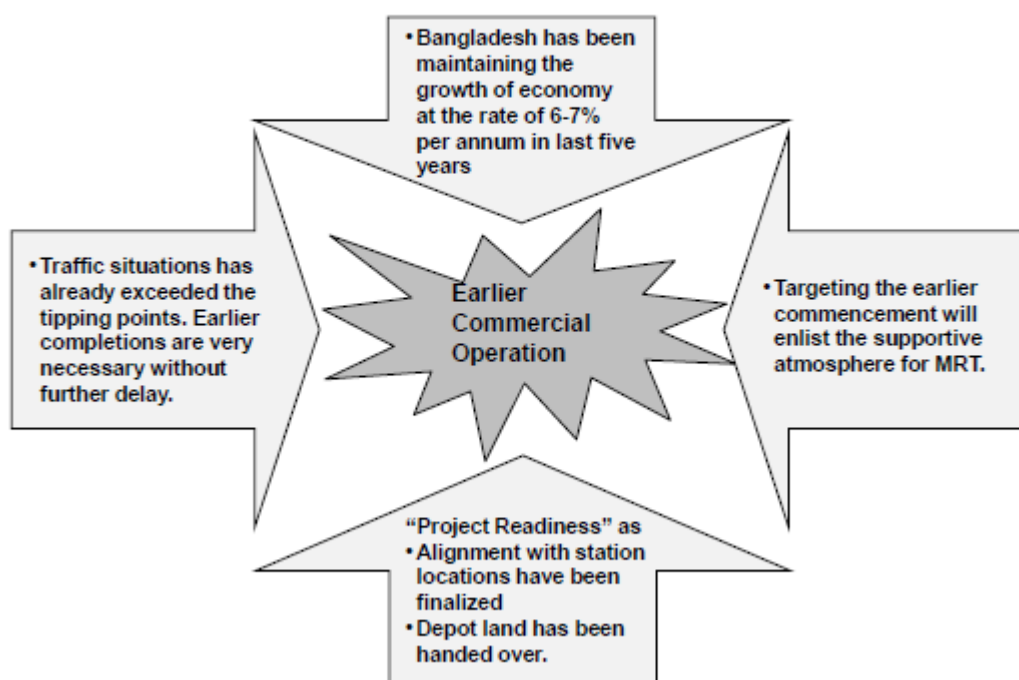 •Bangladesh has been
maintaining the
growth of economy
at the rate of 6-7%
per annum in last five
years
•Traffic situations has
already exceeded the
tipping points. Earlier
completions are very
necessary without
further delay.
Earlier
Commercial
Operation
•Targeting the earlier
commencement will
enlist the supportive
atmosphere for MRT.
“Project Readiness” as
•Alignment with station
locations have been
finalized
•Depot land has been
handed over.